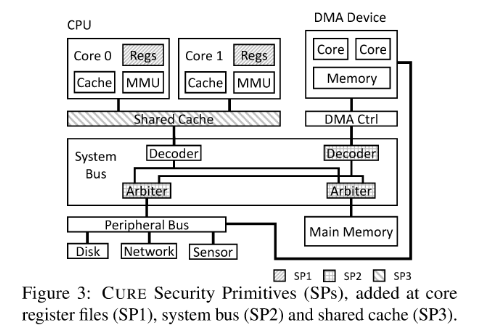 CPU
DMA Device
Core 0 Regs
Core 1 Regs
Core Core
Cache MMU
Cache MMU
Memory
Shared Cache
DMA Ctrl
System Bus
Decoder
Decoder
Arbiter
Arbiter
Peripheral Bus
Main Memory
Disk Network Sensor
SP1 SP2 SP3
Figure 3: CURE Security Primitives (SPs), added at core
register files (SP1), system bus (SP2) and shared cache (SP3).